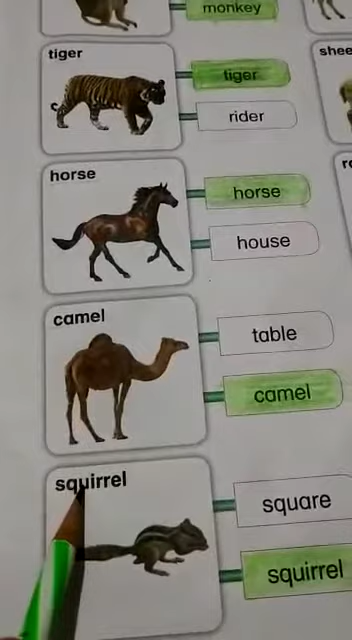 monkey
tiger
tiger
rider
horse
horse
house
camel
table
camel
squirrel
square
squirrel